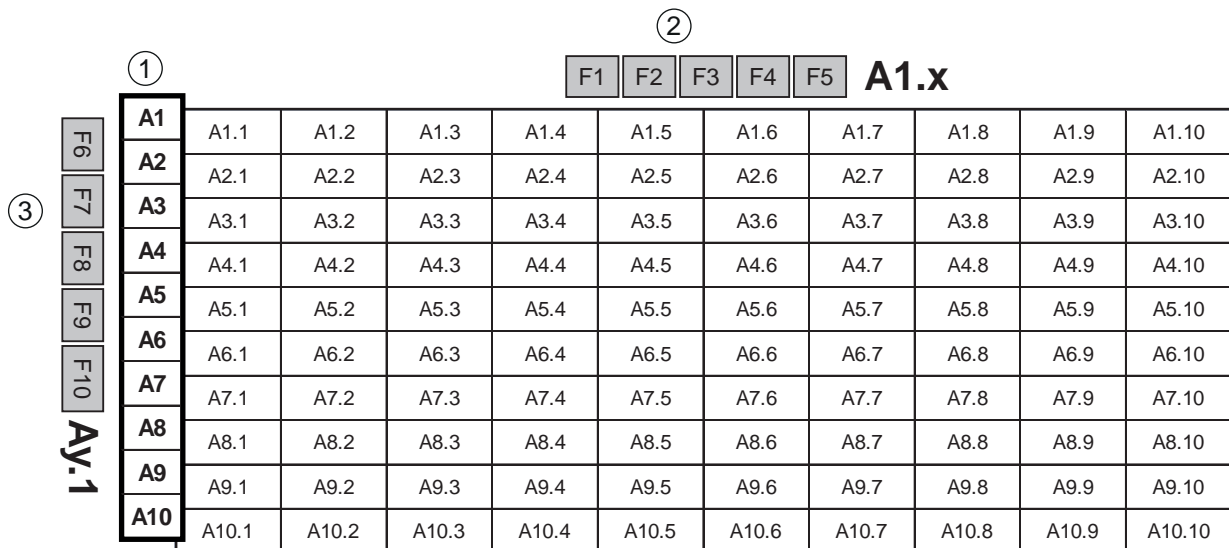 ②
①
F1 F2 F3 F4 F5 A1.x
A1 A1.1 A1.2 A1.3 A1.4 A1.5 A1.6 A1.7 A1.8 A1.9 A1.10
A2 A2.1 A2.2 A2.3 A2.4 A2.5 A2.6 A2.7 A2.8 A2.9 A2.10
A3 A3.1 A3.2 A3.3 A3.4 A3.5 A3.6 A3.7 A3.8 A3.9 A3.10
A4 A4.1 A4.2 A4.3 A4.4 A4.5 A4.6 A4.7 A4.8 A4.9 A4.10
A5 A5.1 A5.2 A5.3 A5.4 A5.5 A5.6 A5.7 A5.8 A5.9 A5.10
A6 A6.1 A6.2 A6.3 A6.4 A6.5 A6.6 A6.7 A6.8 A6.9 A6.10
A7 A7.1 A7.2 A7.3 A7.4 A7.5 A7.6 A7.7 A7.8 A7.9 A7.10
A8 A8.1 A8.2 A8.3 A8.4 A8.5 A8.6 A8.7 A8.8 A8.9 A8.10
A9 A9.1 A9.2 A9.3 A9.4 A9.5 A9.6 A9.7 A9.8 A9.9 A9.10
A10 A10.1 A10.2 A10.3 A10.4 A10.5 A10.6 A10.7 A10.8 A10.9 A10.10
③
F6 F7 F8 F9 F10 Ay.1